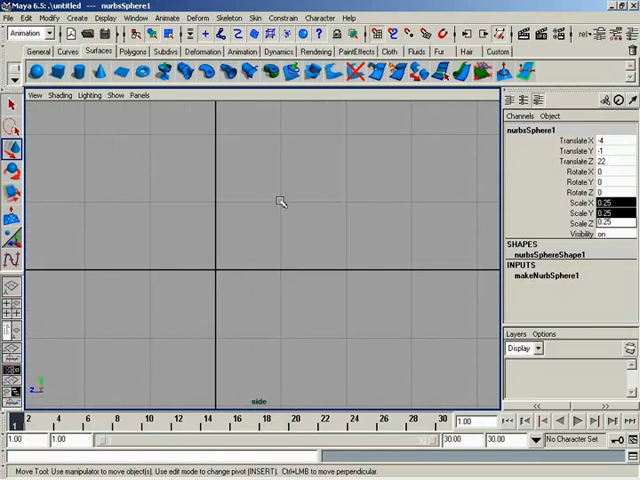 Maya 6.5: .\untitled --- nurbsSphere1
File Edit Modify Create Display Window Animate Deform Skeleton Skin Constrain Character Help
Animation
General Curves Surfaces Polygons Subdivs Deformation Animation Dynamics Rendering PaintEffects Cloth Fluids Fur Hair Custom
View Shading Lighting Show Panels
Channels Object
nurbsSphere1
Translate X -4
Translate Y -1
Translate Z 22
Rotate X 0
Rotate Y 0
Rotate Z 0
Scale X 0.25
Scale Y 0.25
Scale Z 0.25
Visibility on
SHAPES
nurbsSphereShape1
INPUTS
makeNurbSphere1
Layers Options
Display
side
2 4 6 8 10 12 14 16 18 20 22 24 26 28 30 1.00
1.00 1.00 30.00 30.00 No Character Set
Move Tool: Use manipulator to move object(s). Use edit mode to change pivot (INSERT). Ctrl+LMB to move perpendicular.